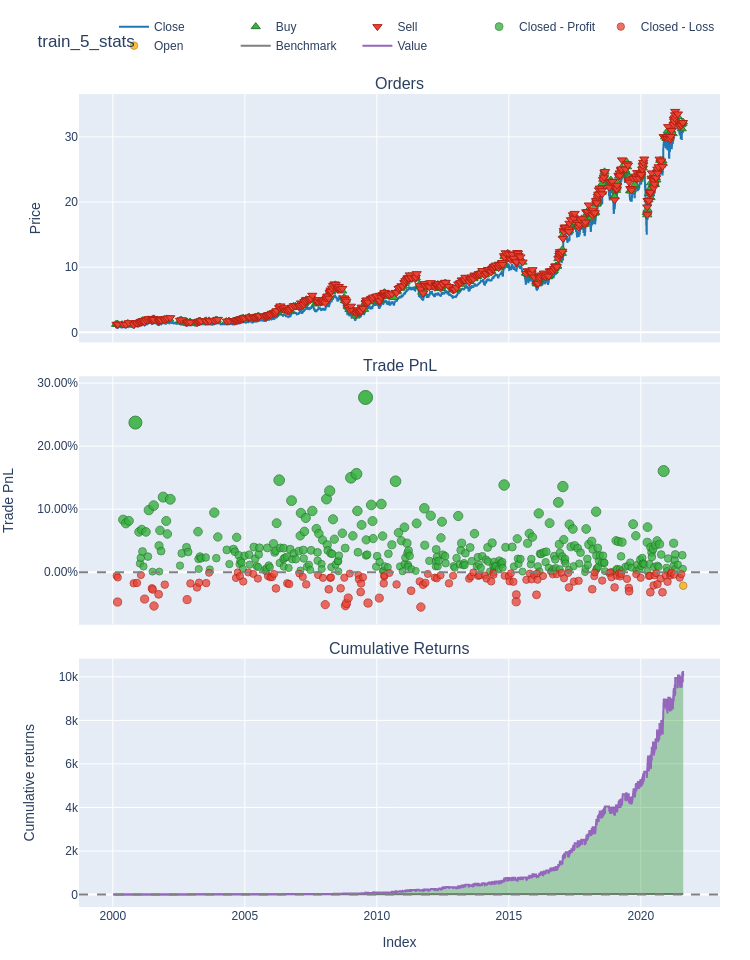 train_5_stats
Close
Buy
Sell
Closed - Profit
Closed - Loss
Open
Benchmark
Value
Orders
30
20
10
0
Price
Trade PnL
30.00%
20.00%
10.00%
0.00%
Trade PnL
Cumulative Returns
10k
8k
6k
4k
2k
0
Cumulative returns
2000 2005 2010 2015 2020
Index